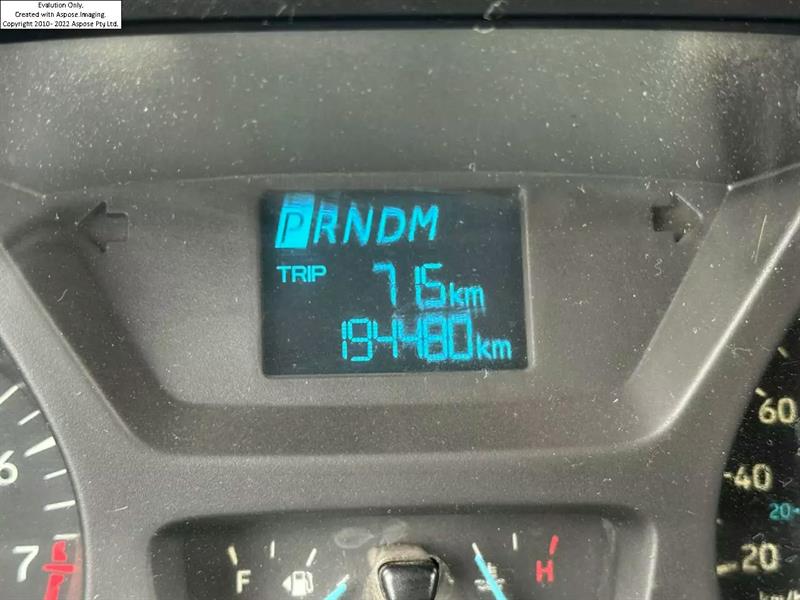 Evalution Only.
Created with Aspose.Imaging.
Copyright 2010- 2022 Aspose Pty Ltd.
PRNDM
TRIP 715km
194480km
60
6
40
20
7
F
H
20
km/h